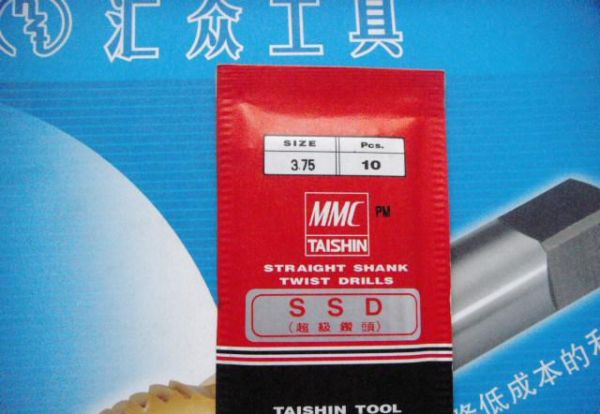 汇众工具
SIZE Pcs.
3.75 10
MMC PM
TAISHIN
STRAIGHT SHANK
TWIST DRILLS
SSD
(超級鑽頭)
TAISHIN TOOL
降低成本的利